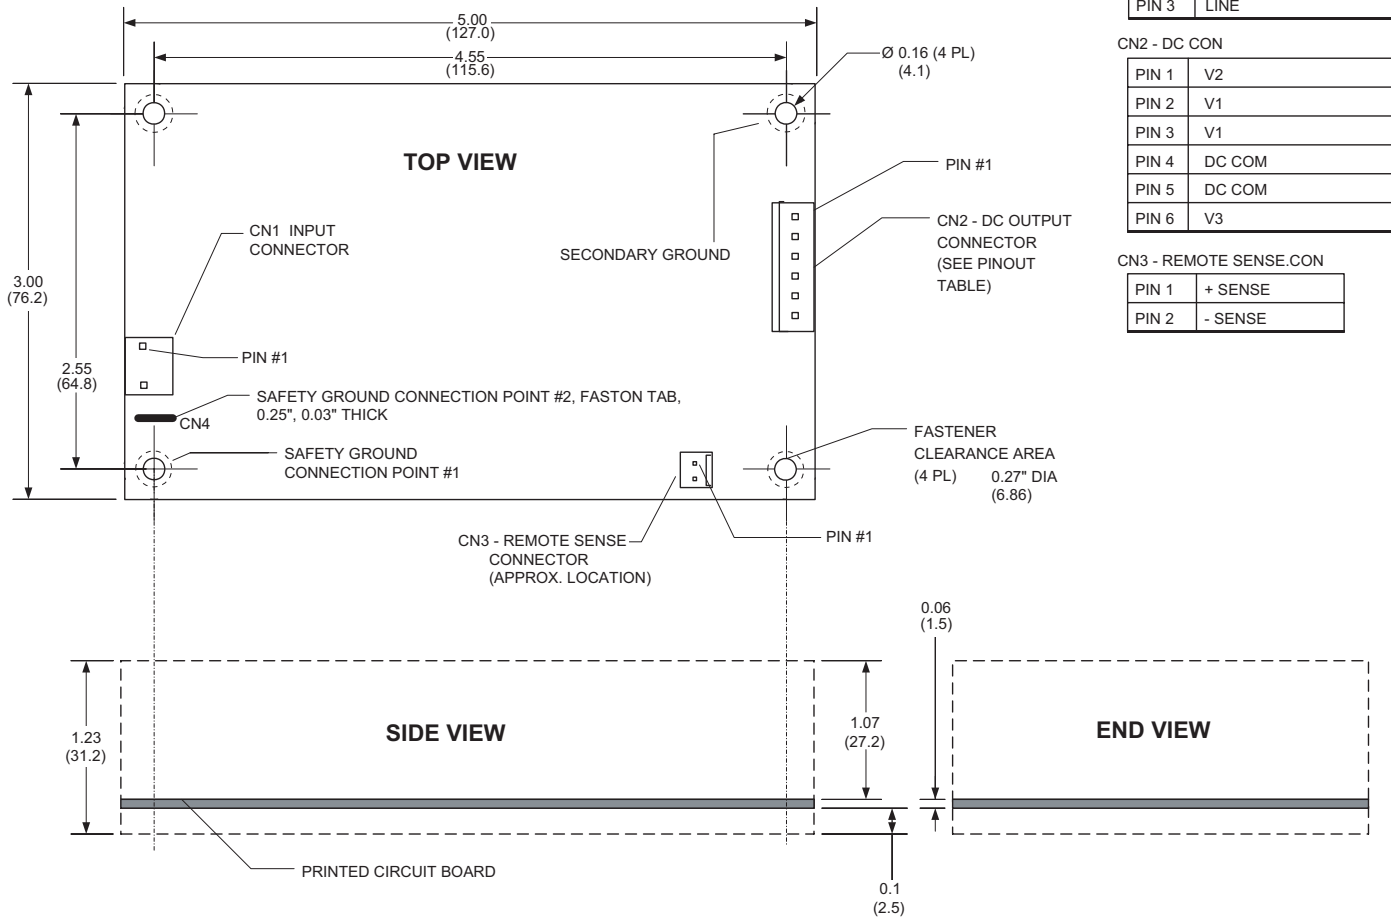 5.00
(127.0)
4.55
(115.6)
Ø 0.16 (4 PL)
(4.1)
TOP VIEW
PIN #1
CN1 INPUT
CONNECTOR
SECONDARY GROUND
CN2 - DC OUTPUT
CONNECTOR
(SEE PINOUT
TABLE)
3.00
(76.2)
2.55
(64.8)
PIN #1
SAFETY GROUND CONNECTION POINT #2, FASTON TAB,
0.25", 0.03" THICK
CN4
SAFETY GROUND
CONNECTION POINT #1
FASTENER
CLEARANCE AREA
(4 PL) 0.27" DIA
(6.86)
CN3 - REMOTE SENSE
CONNECTOR
(APPROX. LOCATION)
PIN #1
PIN 3 LINE
CN2 - DC CON
PIN 1 V2
PIN 2 V1
PIN 3 V1
PIN 4 DC COM
PIN 5 DC COM
PIN 6 V3
CN3 - REMOTE SENSE.CON
PIN 1 + SENSE
PIN 2 - SENSE
1.23
(31.2)
SIDE VIEW
1.07
(27.2)
0.06
(1.5)
END VIEW
PRINTED CIRCUIT BOARD
0.1
(2.5)